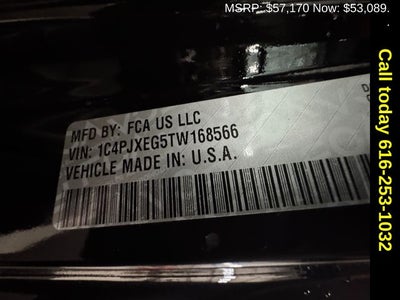 MSRP: $57,170 Now: $53,089.
MFD BY: FCA US LLC
VIN: 1C4PJXEG5TW168566
VEHICLE MADE IN: U.S.A.
Call today 616-253-1032